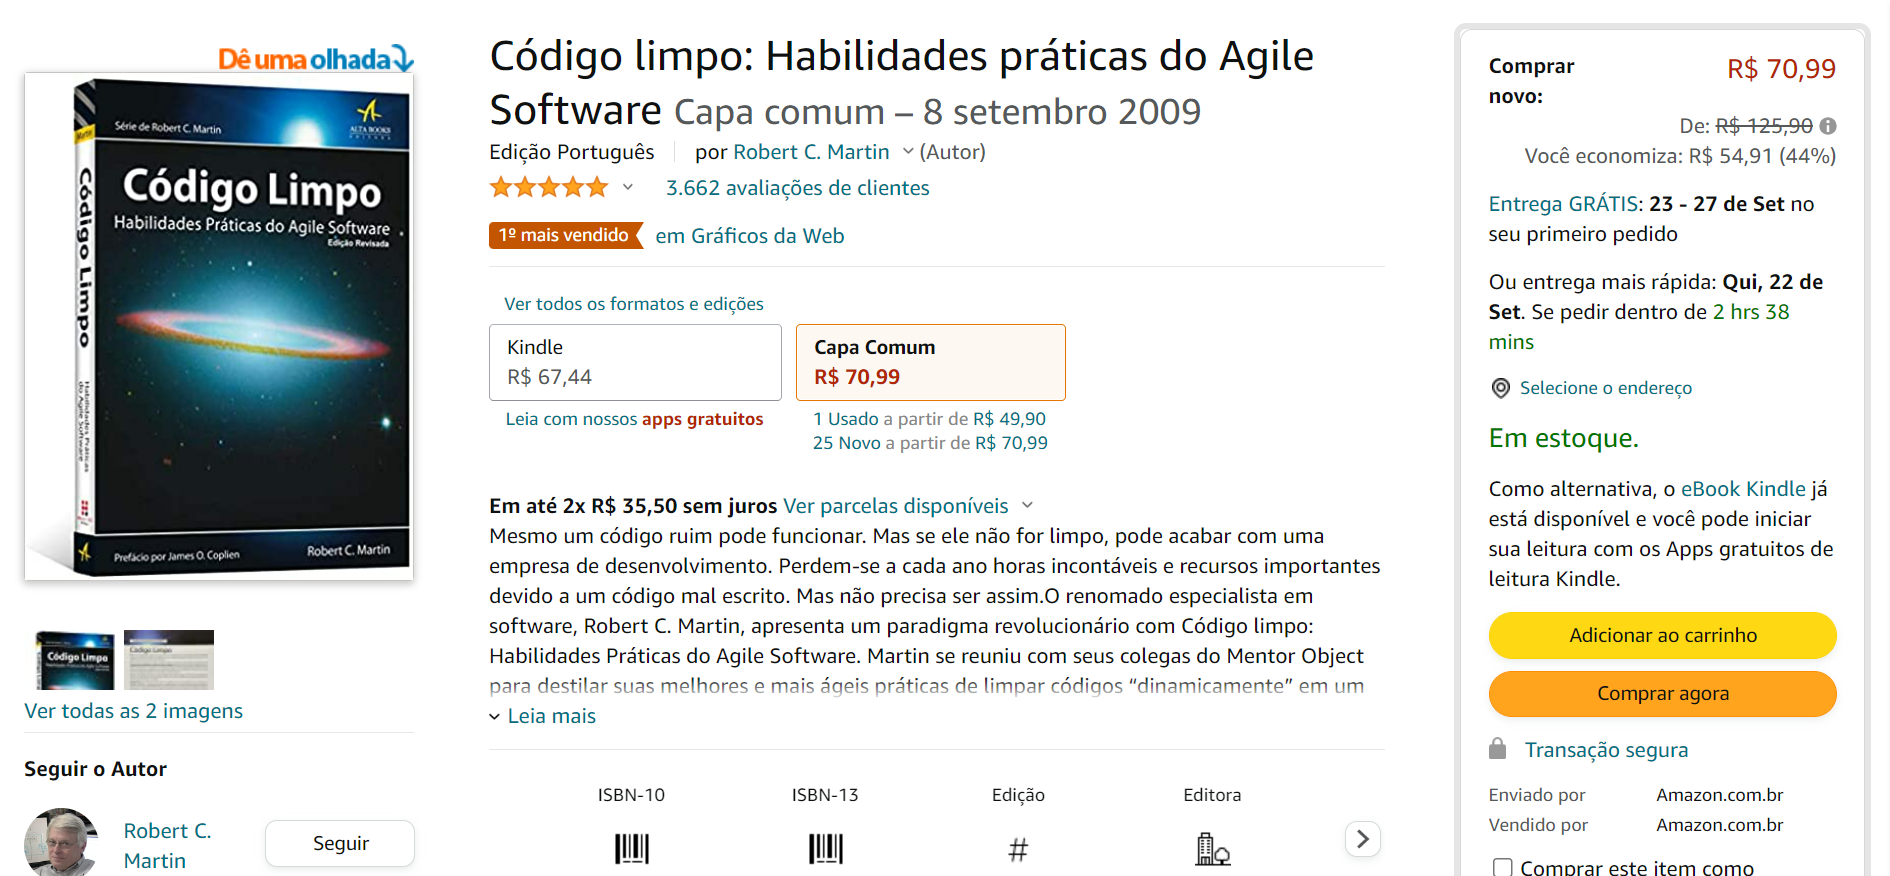 Dê uma olhada
Série de Robert C. Martin
ALTA BOOKS
EDITORA
Martin
Código Limpo
Habilidades Práticas do Agile Software
Edição Revisada
Código Limpo
Habilidades Práticas
do Agile Software
Prefácio por James O. Coplien
Robert C. Martin
Código Limpo
Código Limpo
Ver todas as 2 imagens
Seguir o Autor
Robert C.
Martin
Seguir
Código limpo: Habilidades práticas do Agile
Software Capa comum – 8 setembro 2009
Edição Português
por Robert C. Martin (Autor)
3.662 avaliações de clientes
1º mais vendido em Gráficos da Web
Ver todos os formatos e edições
Kindle
R$ 67,44
Leia com nossos apps gratuitos
Capa Comum
R$ 70,99
1 Usado a partir de R$ 49,90
25 Novo a partir de R$ 70,99
Em até 2x R$ 35,50 sem juros Ver parcelas disponíveis
Mesmo um código ruim pode funcionar. Mas se ele não for limpo, pode acabar com uma
empresa de desenvolvimento. Perdem-se a cada ano horas incontáveis e recursos importantes
devido a um código mal escrito. Mas não precisa ser assim.O renomado especialista em
software, Robert C. Martin, apresenta um paradigma revolucionário com Código limpo:
Habilidades Práticas do Agile Software. Martin se reuniu com seus colegas do Mentor Object
para destilar suas melhores e mais ágeis práticas de limpar códigos “dinamicamente” em um
Leia mais
ISBN-10
ISBN-13
Edição
Editora
#
Comprar
novo:
R$ 70,99
De: R$ 125,90
Você economiza: R$ 54,91 (44%)
Entrega GRÁTIS: 23 - 27 de Set no
seu primeiro pedido
Ou entrega mais rápida: Qui, 22 de
Set. Se pedir dentro de 2 hrs 38
mins
Selecione o endereço
Em estoque.
Como alternativa, o eBook Kindle já
está disponível e você pode iniciar
sua leitura com os Apps gratuitos de
leitura Kindle.
Adicionar ao carrinho
Comprar agora
Transação segura
Enviado por Amazon.com.br
Vendido por Amazon.com.br
Comprar este item como